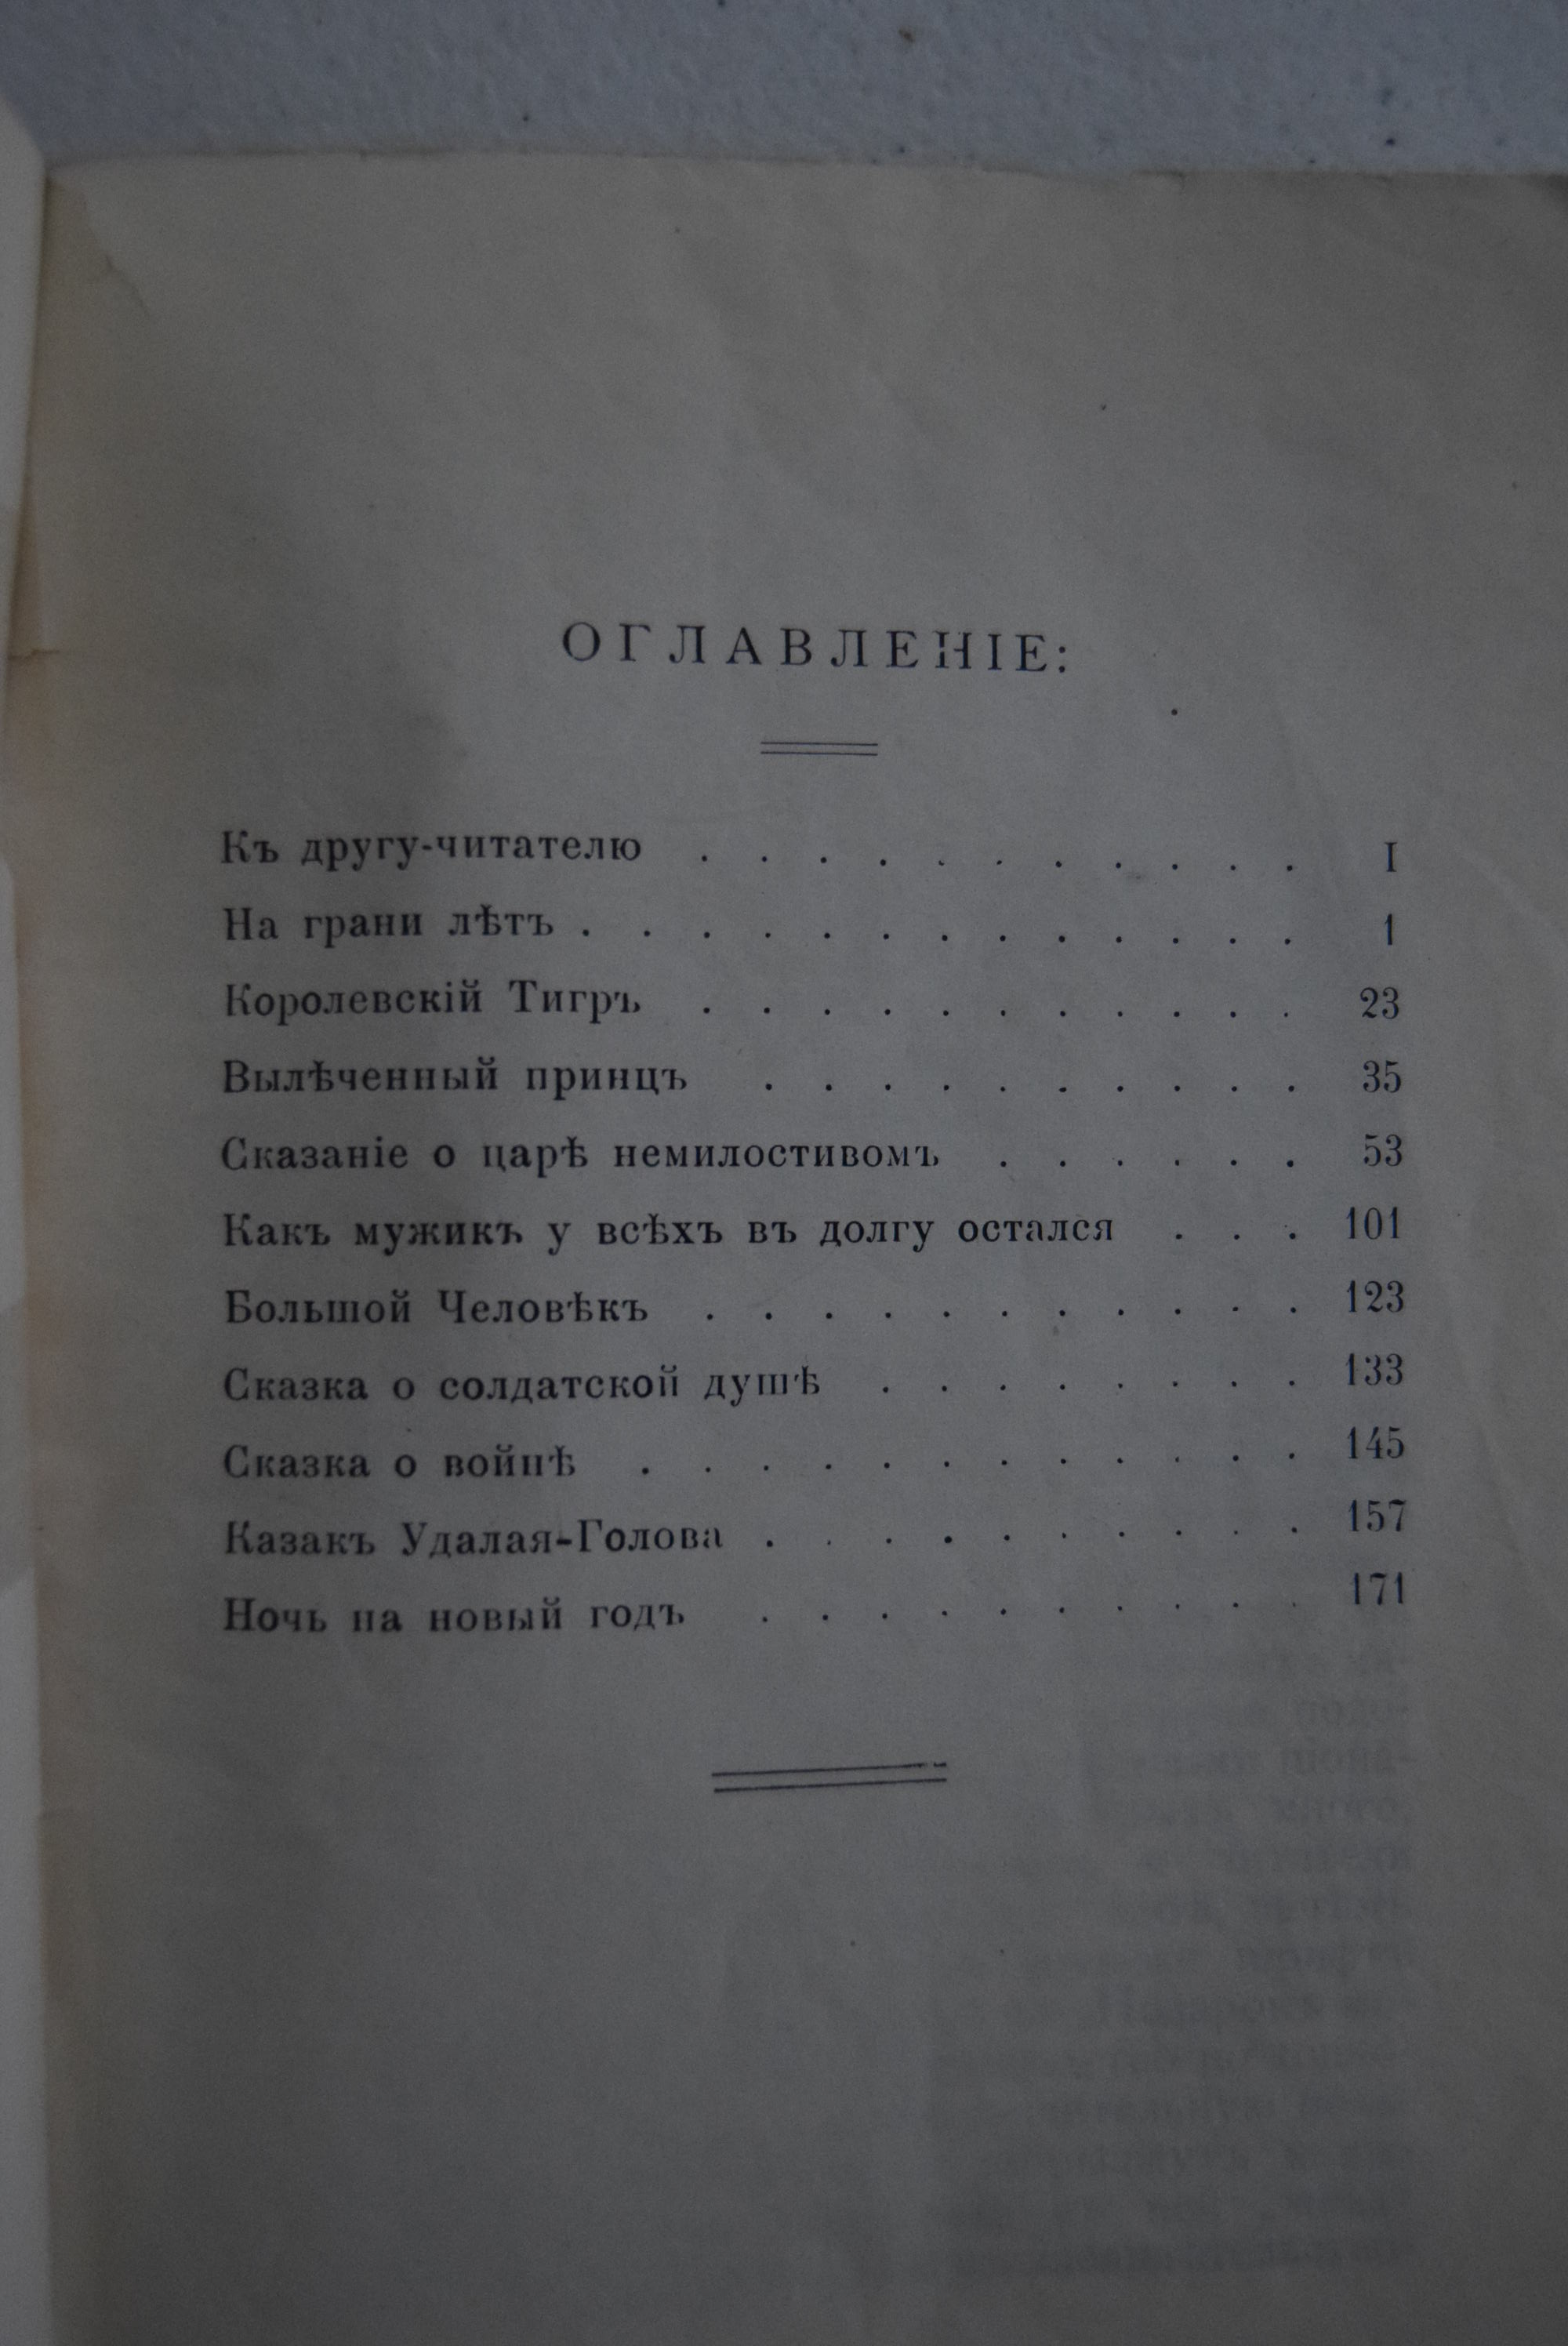 ОГЛАВЛЕНІЕ:
Къ другу-читателю . . . . . . . . . . . I
На грани лѣтъ . . . . . . . . . . . . . 1
Королевскій Тигръ . . . . . . . . . . . 23
Вылѣченный принцъ . . . . . . . . . . 35
Сказаніе о царѣ немилостивомъ . . . . . . 53
Какъ мужикъ у всѣхъ въ долгу остался . . . 101
Большой Человѣкъ . . . . . . . . . . . 123
Сказка о солдатской душѣ . . . . . . . . 133
Сказка о войнѣ . . . . . . . . . . . . 145
Казакъ Удалая-Голова . . . . . . . . . . 157
Ночь на новый годъ . . . . . . . . . . 171